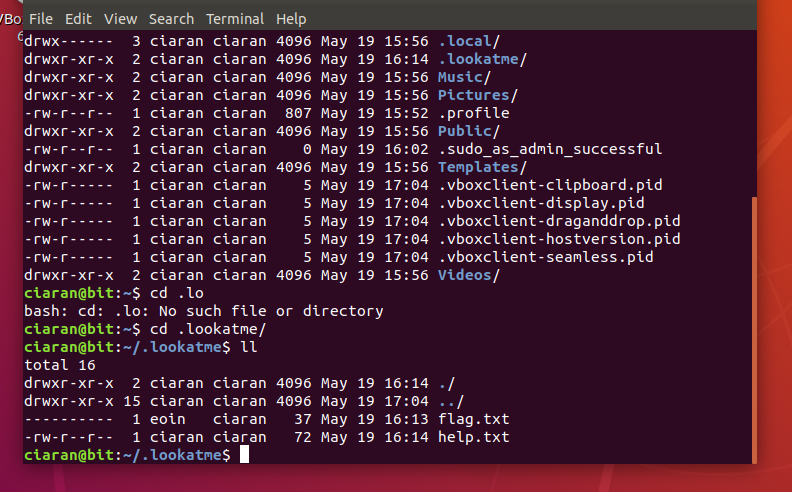 VBo
6
File Edit View Search Terminal Help
drwx------ 3 ciaran ciaran 4096 May 19 15:56 .local/
drwxr-xr-x 2 ciaran ciaran 4096 May 19 16:14 .lookatme/
drwxr-xr-x 2 ciaran ciaran 4096 May 19 15:56 Music/
drwxr-xr-x 2 ciaran ciaran 4096 May 19 15:56 Pictures/
-rw-r--r-- 1 ciaran ciaran 807 May 19 15:52 .profile
drwxr-xr-x 2 ciaran ciaran 4096 May 19 15:56 Public/
-rw-r--r-- 1 ciaran ciaran 0 May 19 16:02 .sudo_as_admin_successful
drwxr-xr-x 2 ciaran ciaran 4096 May 19 15:56 Templates/
-rw-r----- 1 ciaran ciaran 5 May 19 17:04 .vboxclient-clipboard.pid
-rw-r----- 1 ciaran ciaran 5 May 19 17:04 .vboxclient-display.pid
-rw-r----- 1 ciaran ciaran 5 May 19 17:04 .vboxclient-draganddrop.pid
-rw-r----- 1 ciaran ciaran 5 May 19 17:04 .vboxclient-hostversion.pid
-rw-r----- 1 ciaran ciaran 5 May 19 17:04 .vboxclient-seamless.pid
drwxr-xr-x 2 ciaran ciaran 4096 May 19 15:56 Videos/
ciaran@bit:~$ cd .lo
bash: cd: .lo: No such file or directory
ciaran@bit:~$ cd .lookatme/
ciaran@bit:~/.lookatme$ ll
total 16
drwxr-xr-x 2 ciaran ciaran 4096 May 19 16:14 ./
drwxr-xr-x 15 ciaran ciaran 4096 May 19 17:04 ../
---------- 1 eoin ciaran 37 May 19 16:13 flag.txt
-rw-r--r-- 1 ciaran ciaran 72 May 19 16:14 help.txt
ciaran@bit:~/.lookatme$